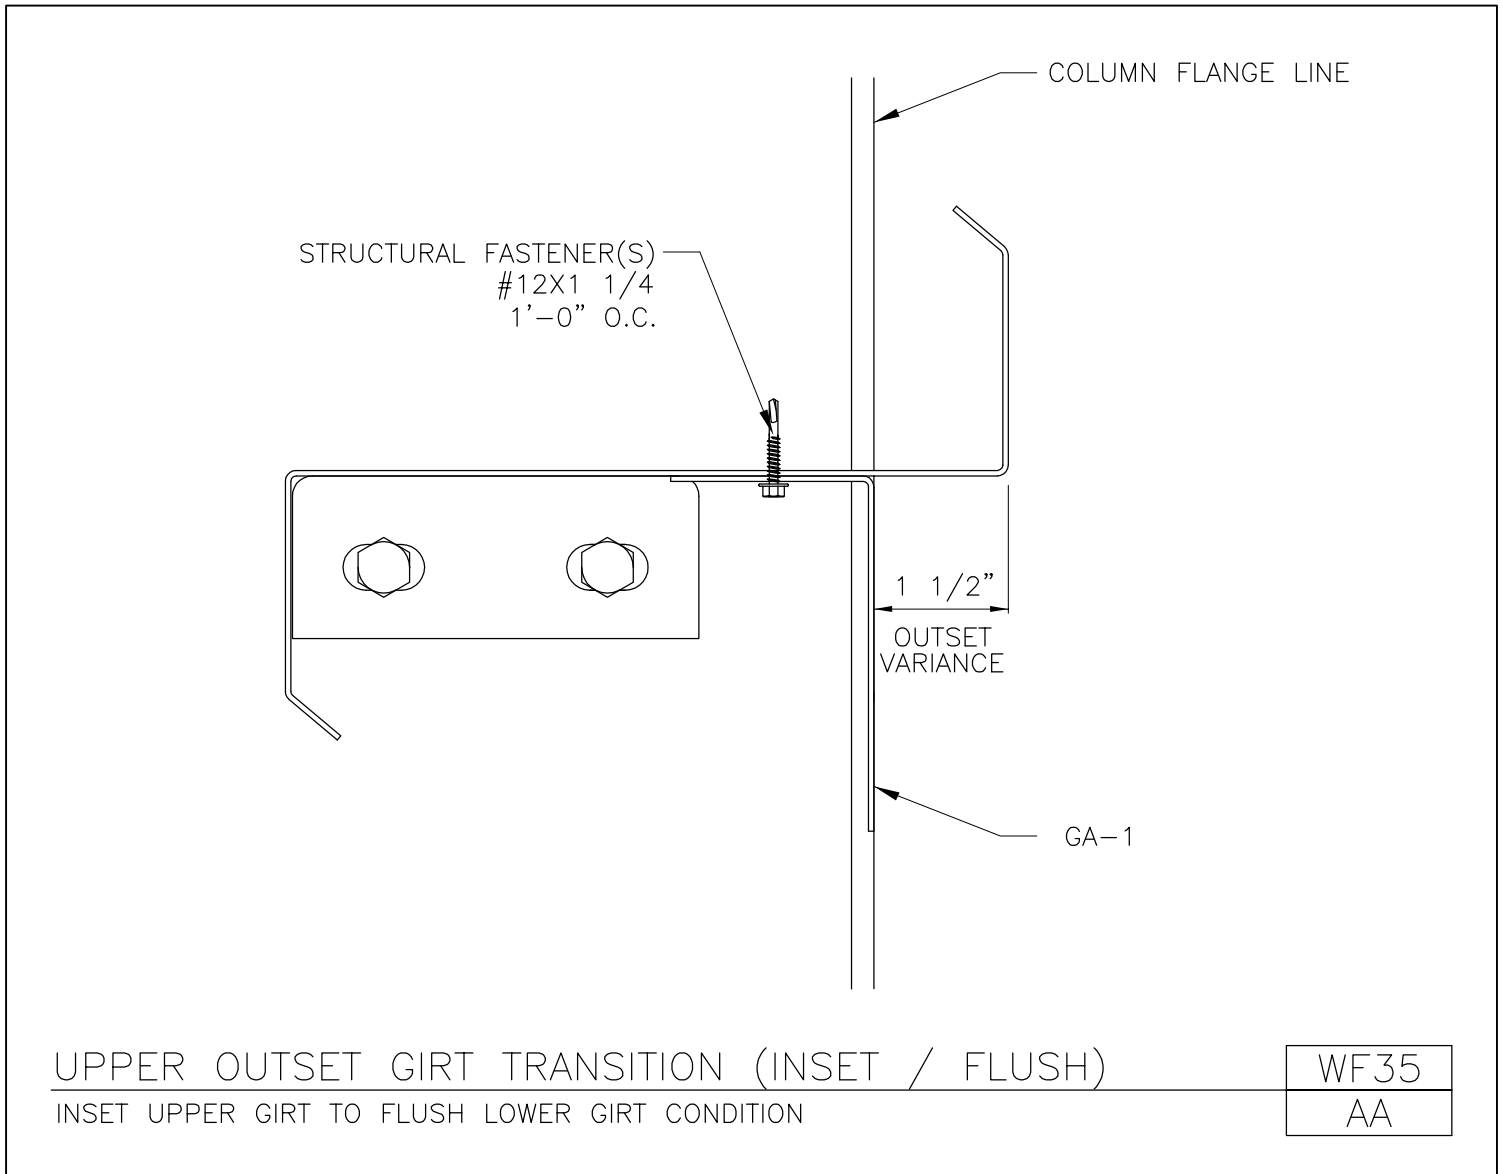 COLUMN FLANGE LINE
STRUCTURAL FASTENER(S)
#12X1 1/4
1'-0" O.C.
1 1/2"
OUTSET
VARIANCE
GA-1
UPPER OUTSET GIRT TRANSITION (INSET / FLUSH)
INSET UPPER GIRT TO FLUSH LOWER GIRT CONDITION
WF35
AA